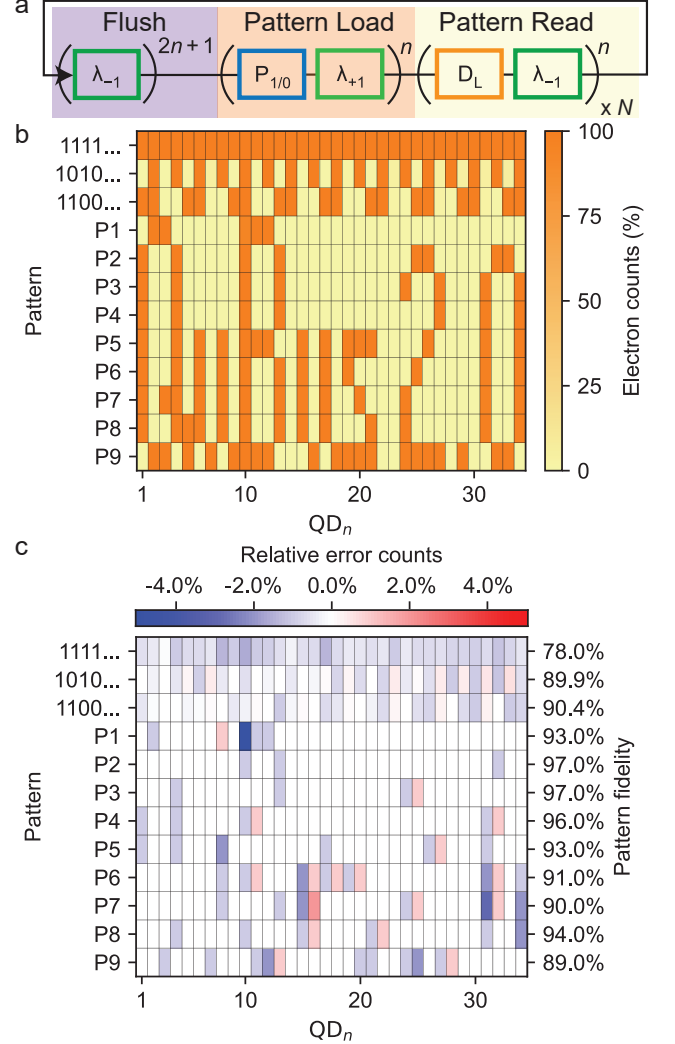 a
Flush Pattern Load Pattern Read
( λ−1 ) 2n + 1 ( P1/0 λ+1 ) n ( DL λ−1 ) n
x N
b
1111...
1010...
1100...
P1
P2
P3
P4
P5
P6
P7
P8
P9
Pattern
1 10 20 30
QDn
100
75
50
25
0
Electron counts (%)
c
Relative error counts
-4.0% -2.0% 0.0% 2.0% 4.0%
1111... 78.0%
1010... 89.9%
1100... 90.4%
P1 93.0%
P2 97.0%
P3 97.0%
P4 96.0%
P5 93.0%
P6 91.0%
P7 90.0%
P8 94.0%
P9 89.0%
Pattern
Pattern fidelity
1 10 20 30
QDn